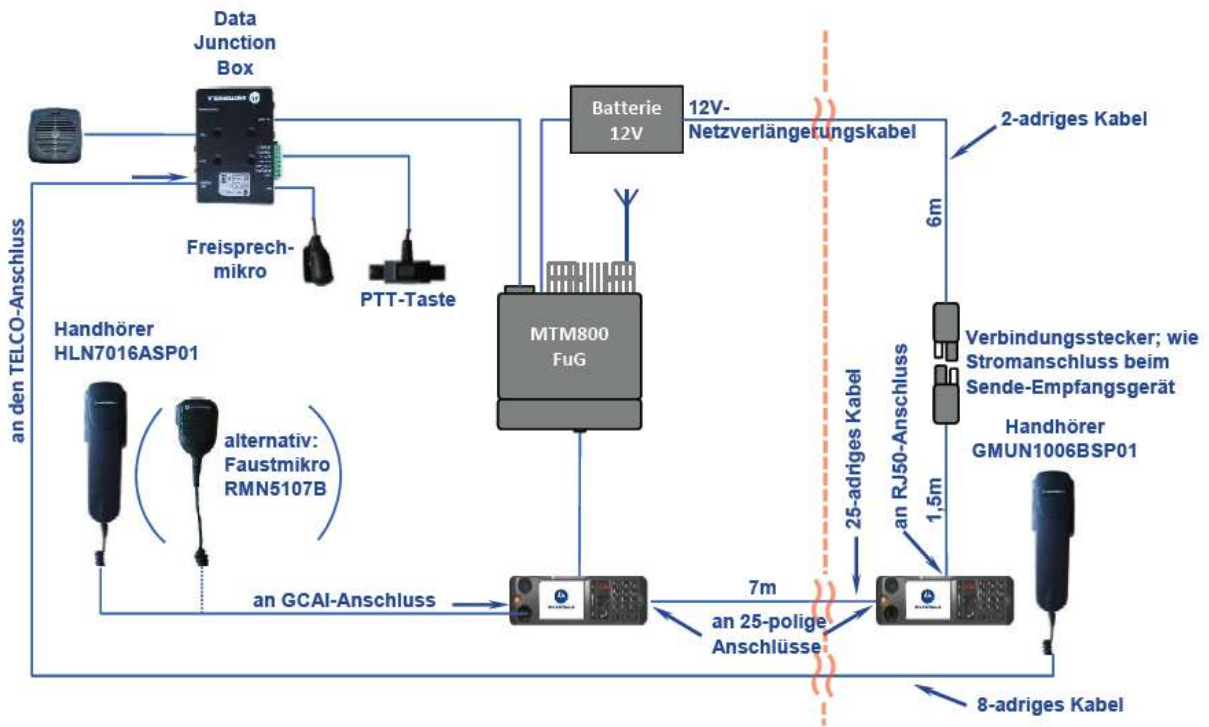 Data
Junction
Box
Batterie
12V
12V-
Netzverlängerungskabel
2-adriges Kabel
6m
Freisprech-
mikro
PTT-Taste
an den TELCO-Anschluss
Handhörer
HLN7016ASP01
alternativ:
Faustmikro
RMN5107B
MTM800
FuG
Verbindungsstecker; wie
Stromanschluss beim
Sende-Empfangsgerät
Handhörer
GMUN1006BSP01
25-adriges Kabel
an RJ50-Anschluss
1,5m
an GCAI-Anschluss
7m
an 25-polige
Anschlüsse
8-adriges Kabel